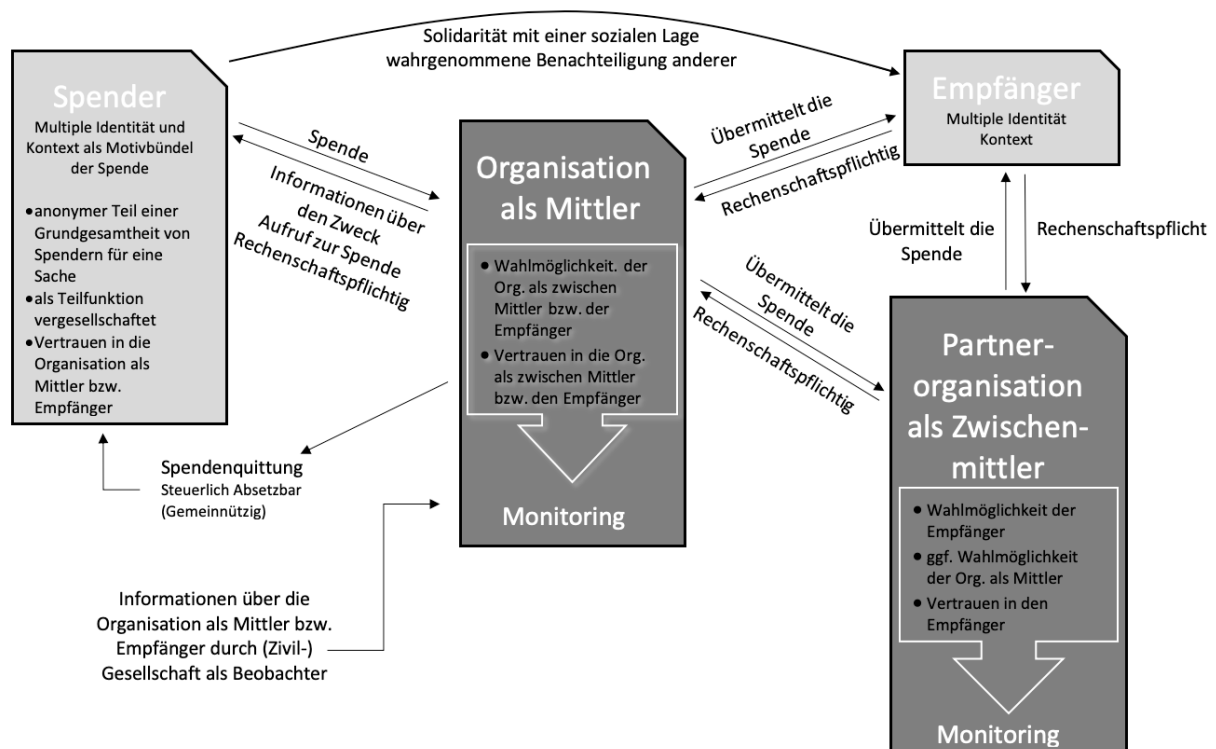 Solidarität mit einer sozialen Lage
wahrgenommene Benachteiligung anderer
Spender
Multiple Identität und
Kontext als Motivbündel
der Spende
●anonymer Teil einer
Grundgesamtheit von
Spendern für eine
Sache
●als Teilfunktion
vergesellschaftet
●Vertrauen in die
Organisation als
Mittler bzw.
Empfänger
Spende
Informationen über
den Zweck
Aufruf zur Spende
Rechenschaftspflichtig
Organisation
als Mittler
● Wahlmöglichkeit. der
Org. als zwischen
Mittler bzw. der
Empfänger
● Vertrauen in die Org.
als zwischen Mittler
bzw. den Empfänger
Monitoring
Übermittelt die
Spende
Rechenschaftspflichtig
Empfänger
Multiple Identität
Kontext
Übermittelt die
Spende
Rechenschaftspflicht
Übermittelt die
Spende
Rechenschaftspflichtig
Partner-
organisation
als Zwischen-
mittler
● Wahlmöglichkeit der
Empfänger
● ggf. Wahlmöglichkeit
der Org. als Mittler
● Vertrauen in den
Empfänger
Monitoring
Spendenquittung
Steuerlich Absetzbar
(Gemeinnützig)
Informationen über die
Organisation als Mittler bzw.
Empfänger durch (Zivil-)
Gesellschaft als Beobachter